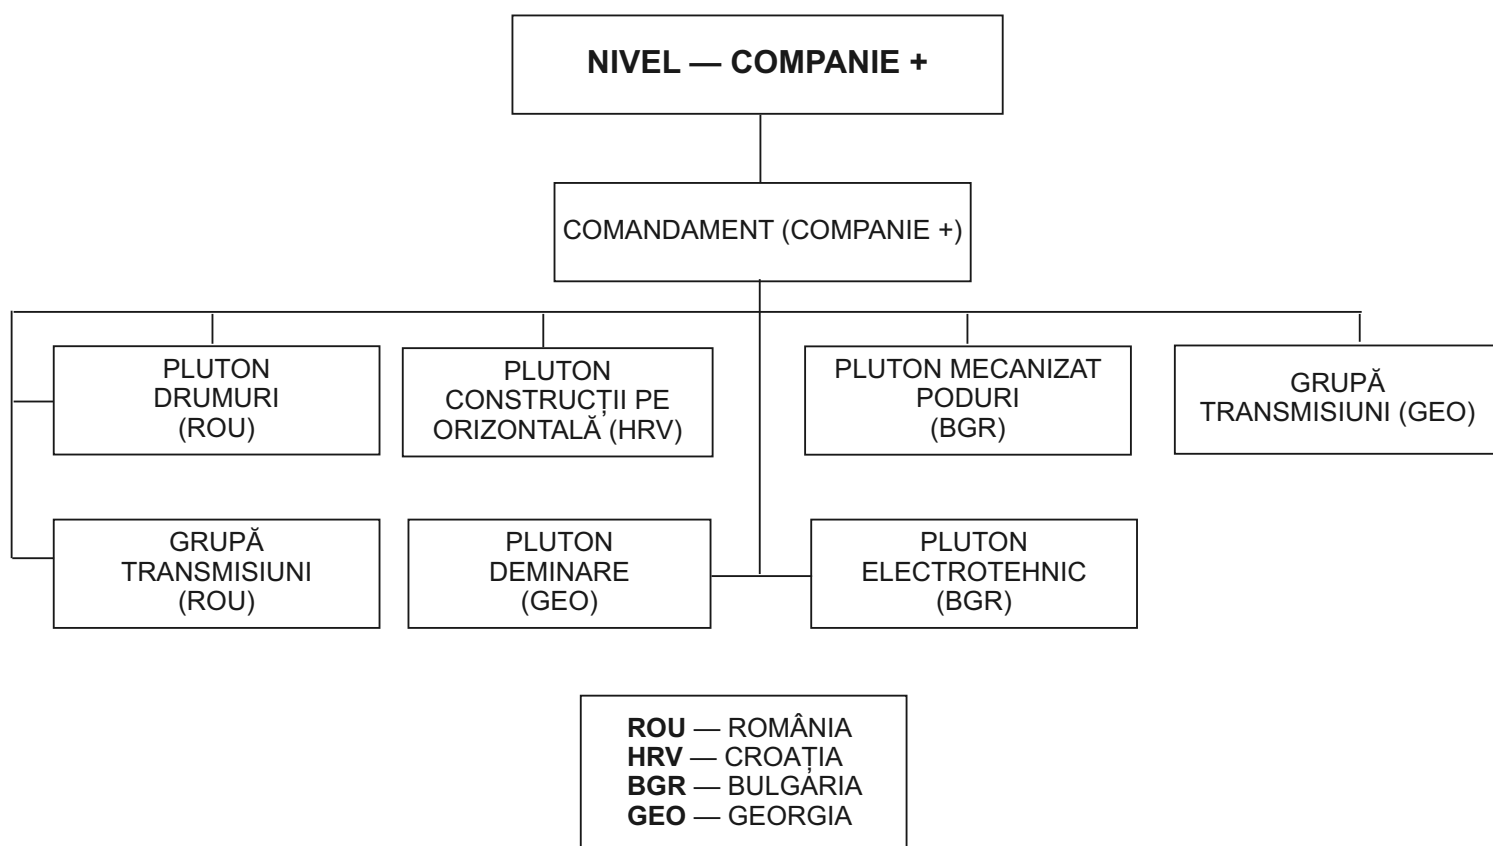 NIVEL — COMPANIE +
COMANDAMENT (COMPANIE +)
PLUTON
DRUMURI
(ROU)
PLUTON
CONSTRUCȚII PE
ORIZONTALĂ (HRV)
PLUTON MECANIZAT
PODURI
(BGR)
GRUPĂ
TRANSMISIUNI (GEO)
GRUPĂ
TRANSMISIUNI
(ROU)
PLUTON
DEMINARE
(GEO)
PLUTON
ELECTROTEHNIC
(BGR)
ROU — ROMÂNIA
HRV — CROAȚIA
BGR — BULGARIA
GEO — GEORGIA